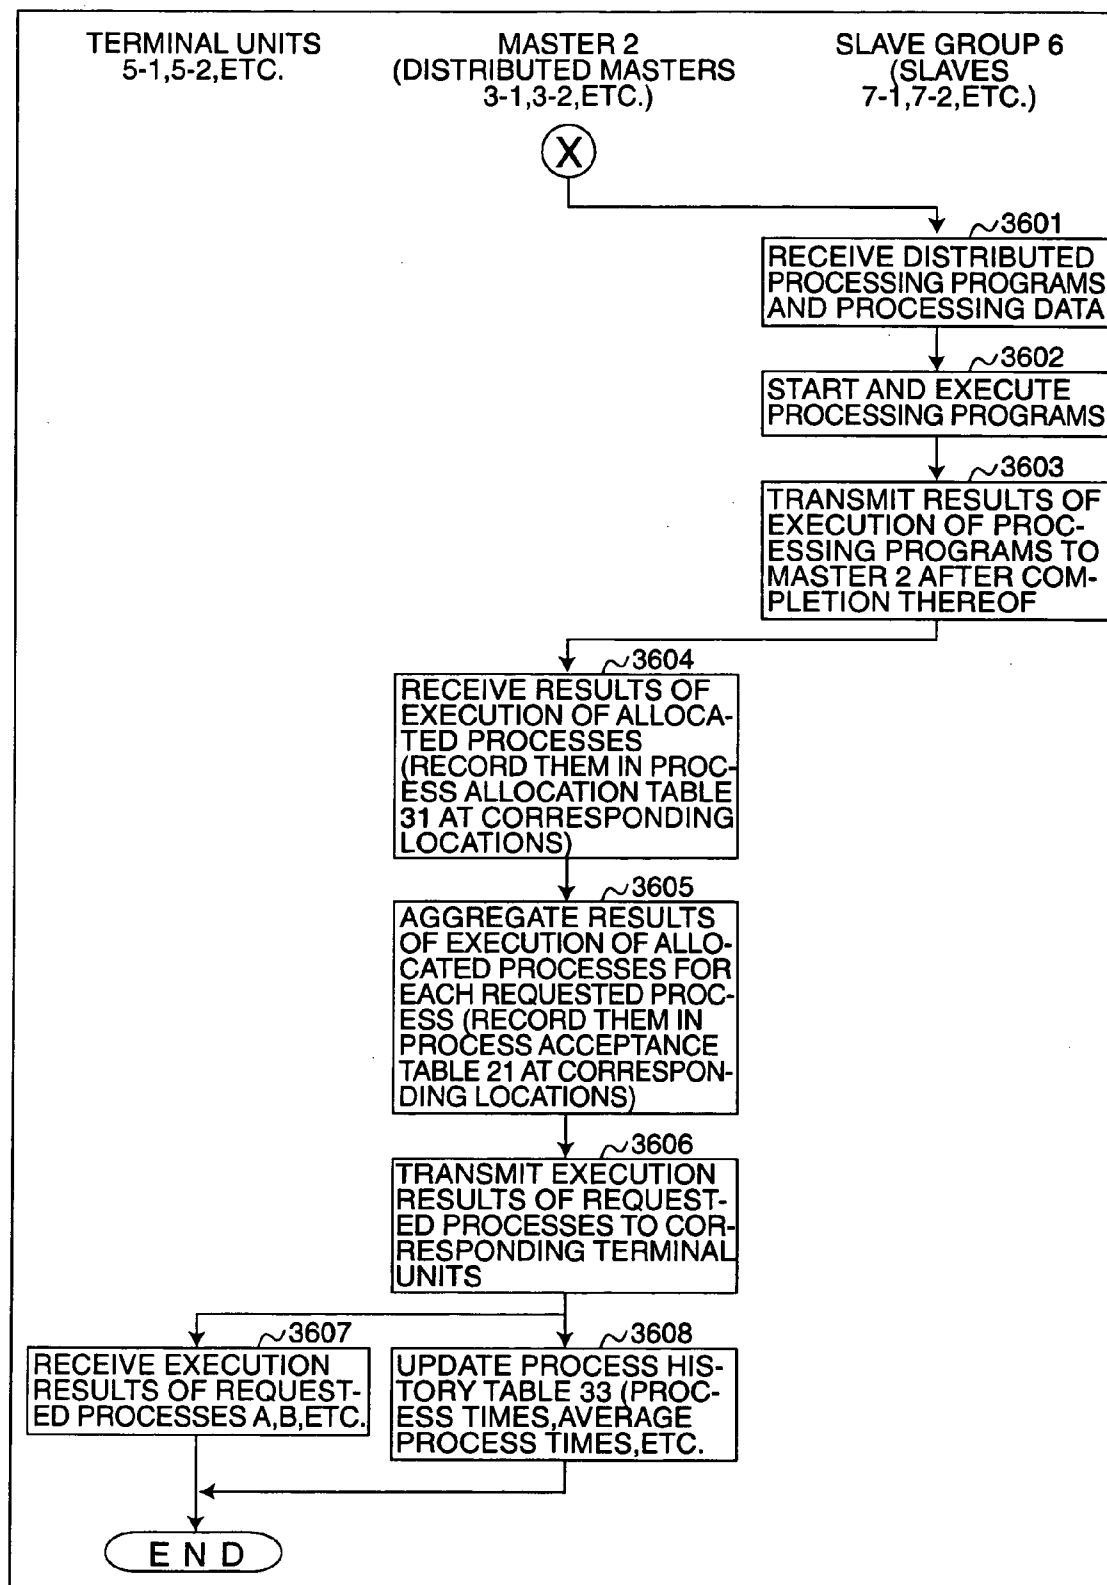 TERMINAL UNITS
5-1,5-2,ETC.
MASTER 2
(DISTRIBUTED MASTERS
3-1,3-2,ETC.)
SLAVE GROUP 6
(SLAVES
7-1,7-2,ETC.)
X
3601
RECEIVE DISTRIBUTED
PROCESSING PROGRAMS
AND PROCESSING DATA
3602
START AND EXECUTE
PROCESSING PROGRAMS
3603
TRANSMIT RESULTS OF
EXECUTION OF PROC-
ESSING PROGRAMS TO
MASTER 2 AFTER COM-
PLETION THEREOF
3604
RECEIVE RESULTS OF
EXECUTION OF ALLOCA-
TED PROCESSES
(RECORD THEM IN PROC-
ESS ALLOCATION TABLE
31 AT CORRESPONDING
LOCATIONS)
3605
AGGREGATE RESULTS
OF EXECUTION OF ALLO-
CATED PROCESSES FOR
EACH REQUESTED PROC-
ESS (RECORD THEM IN
PROCESS ACCEPTANCE
TABLE 21 AT CORRESPON-
DING LOCATIONS)
3606
TRANSMIT EXECUTION
RESULTS OF REQUEST-
ED PROCESSES TO COR-
RESPONDING TERMINAL
UNITS
3607
RECEIVE EXECUTION
RESULTS OF REQUEST-
ED PROCESSES A,B,ETC.
3608
UPDATE PROCESS HIS-
TORY TABLE 33 (PROC-
ESS TIMES,AVERAGE
PROCESS TIMES,ETC.
END